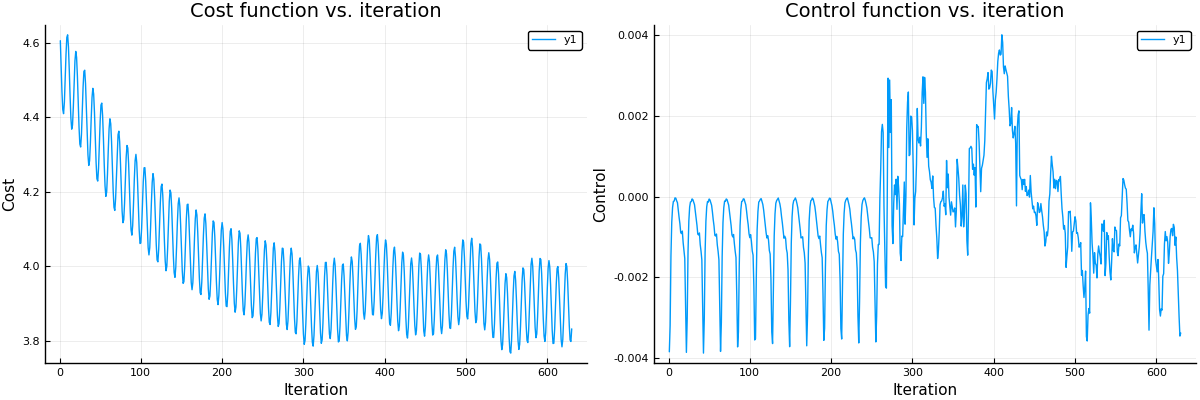 Cost function vs. iteration
y1
4.6
4.4
4.2
4.0
3.8
Cost
0 100 200 300 400 500 600
Iteration
Control function vs. iteration
y1
0.004
0.002
0.000
-0.002
-0.004
Control
0 100 200 300 400 500 600
Iteration